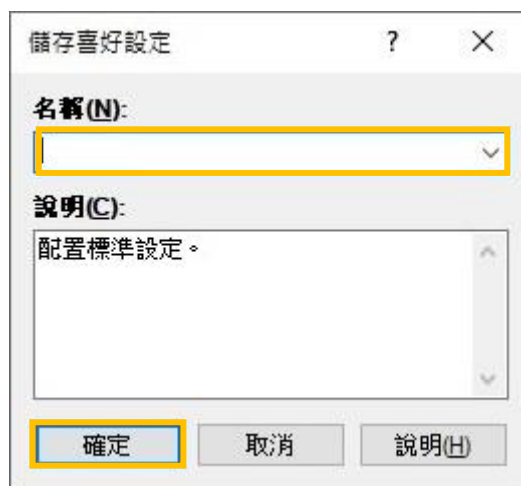 儲存喜好設定 ? ×
名稱(N):
說明(C):
配置標準設定。
確定 取消 說明(H)